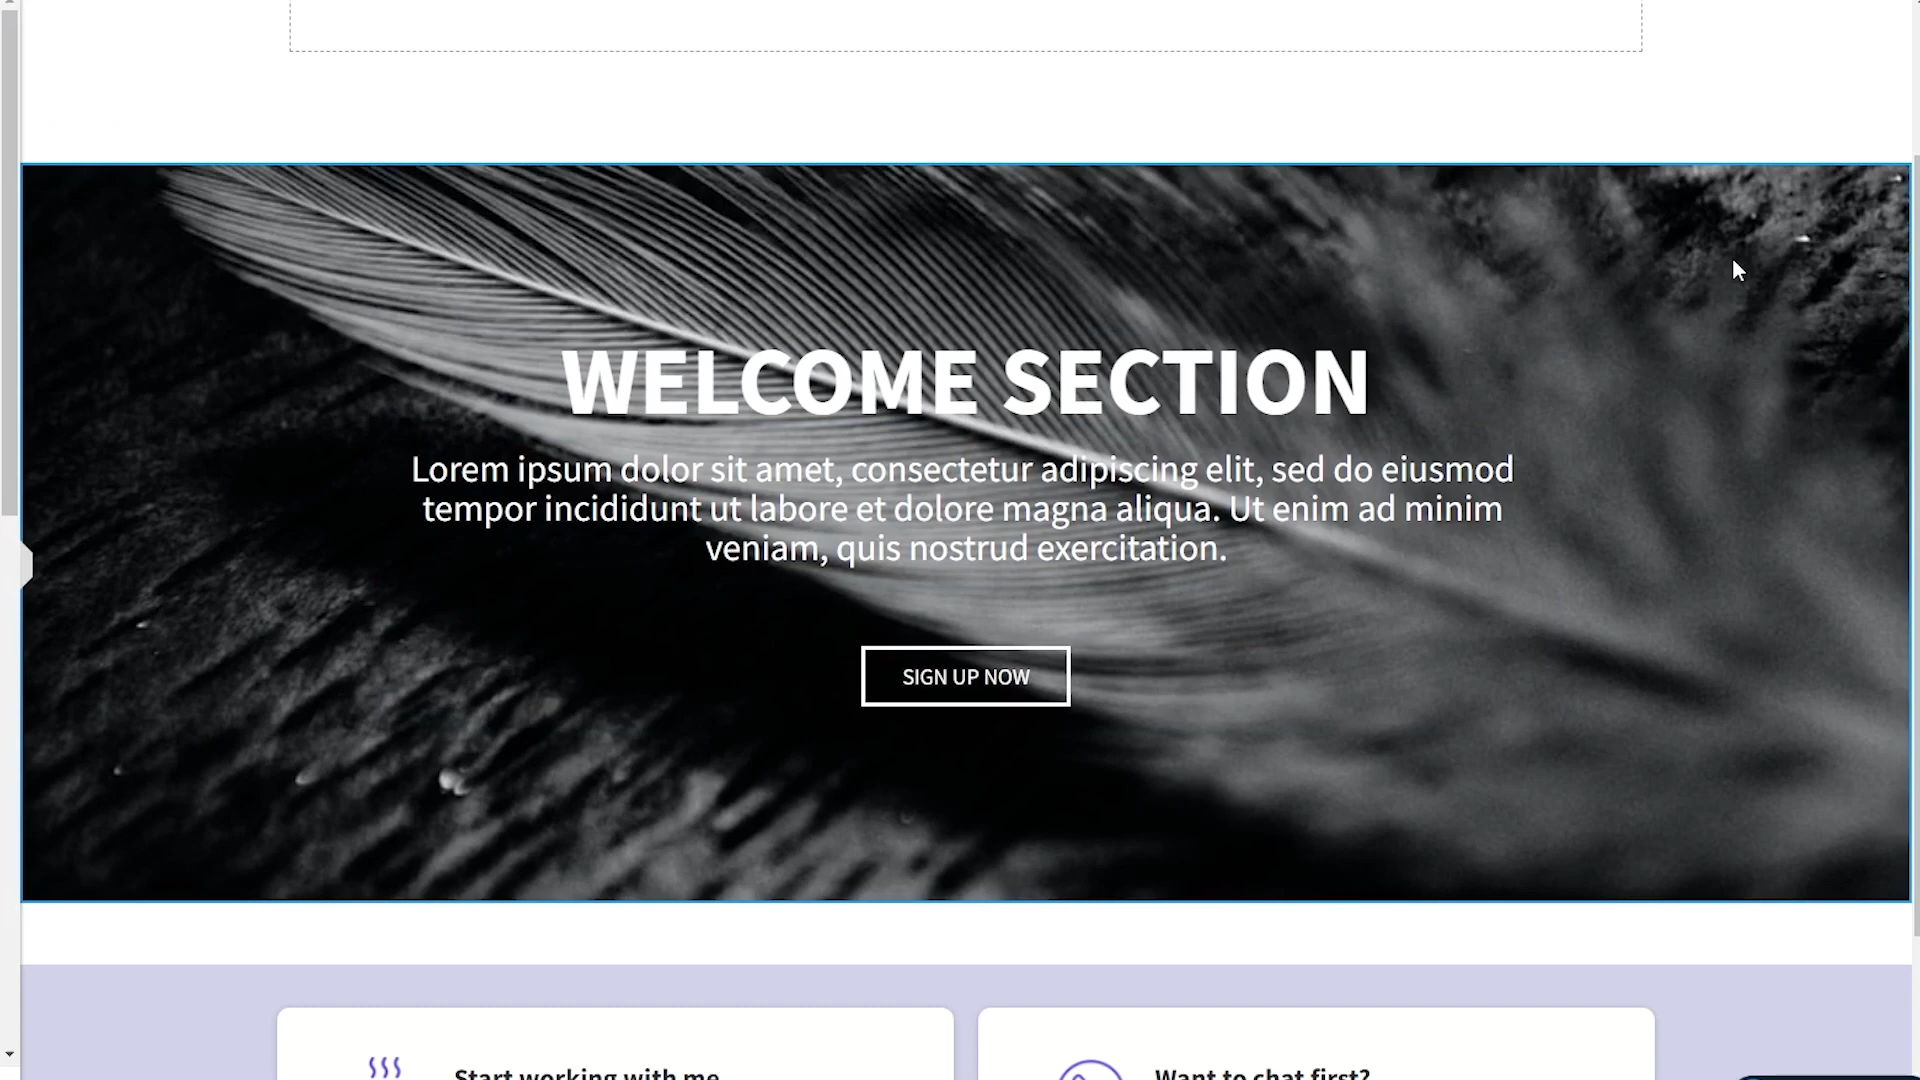 WELCOME SECTION
Lorem ipsum dolor sit amet, consectetur adipiscing elit, sed do eiusmod
tempor incididunt ut labore et dolore magna aliqua. Ut enim ad minim
veniam, quis nostrud exercitation.
SIGN UP NOW
Start working with me
Want to chat first?